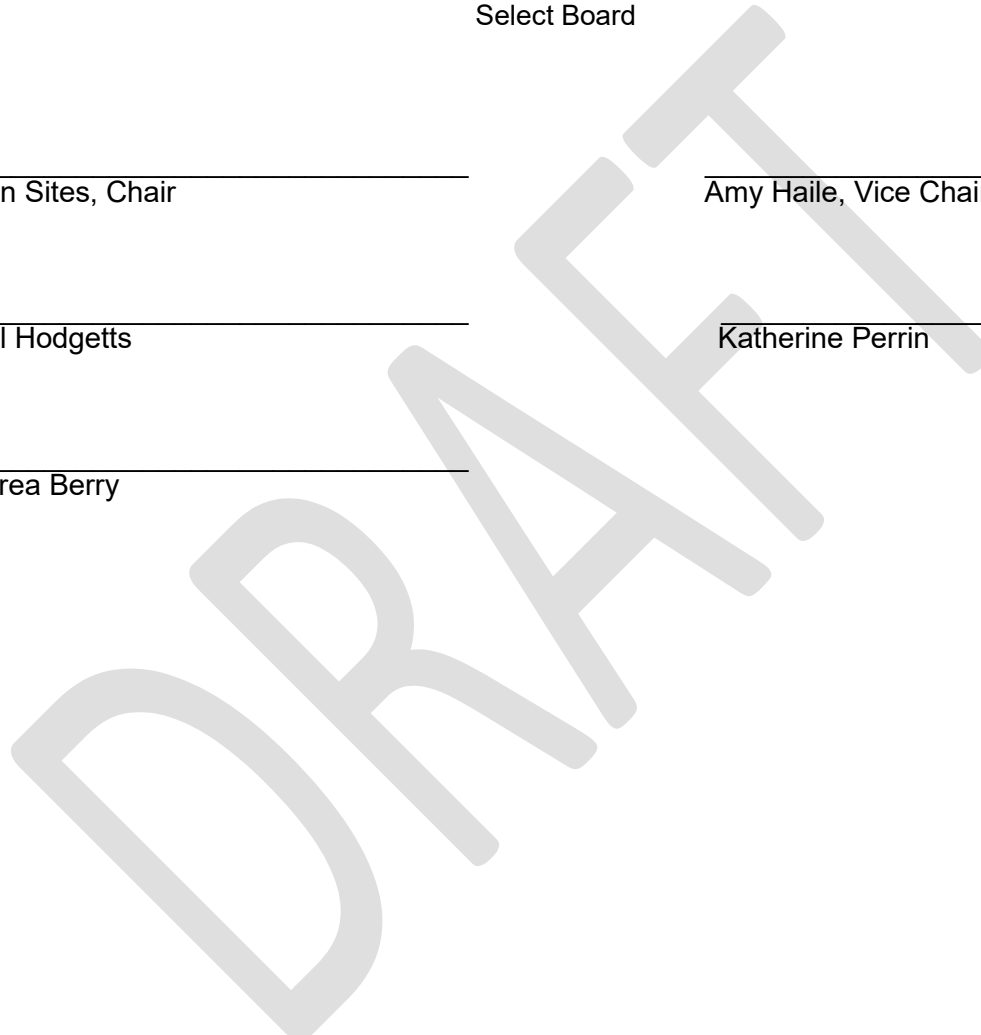 Select Board
n Sites, Chair
Amy Haile, Vice Chai
l Hodgetts
Katherine Perrin
rea Berry
DRAFT